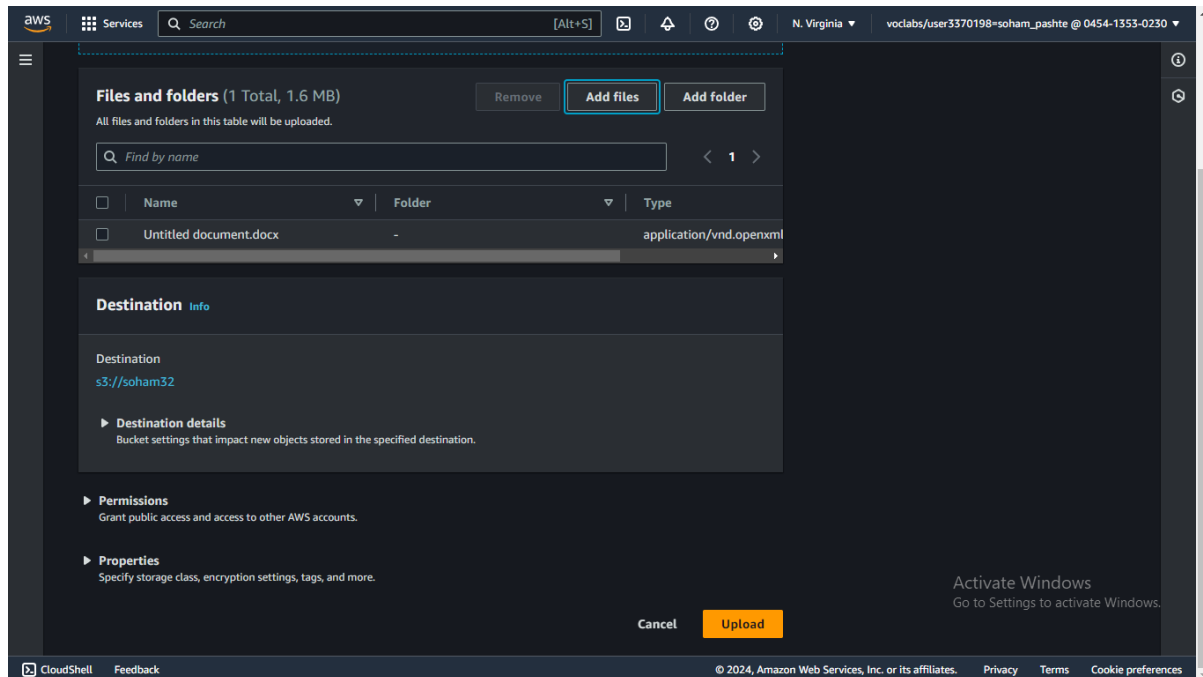 aws Services Search [Alt+S] N. Virginia ▼ voclabs/user3370198=soham_pashte @ 0454-1353-0230 ▼
Files and folders (1 Total, 1.6 MB) Remove Add files Add folder
All files and folders in this table will be uploaded.
Find by name 1
Name Folder Type
Untitled document.docx - application/vnd.openxml
Destination Info
Destination
s3://soham32
Destination details
Bucket settings that impact new objects stored in the specified destination.
Permissions
Grant public access and access to other AWS accounts.
Properties
Specify storage class, encryption settings, tags, and more.
Activate Windows
Go to Settings to activate Windows.
Cancel Upload
CloudShell Feedback © 2024, Amazon Web Services, Inc. or its affiliates. Privacy Terms Cookie preferences